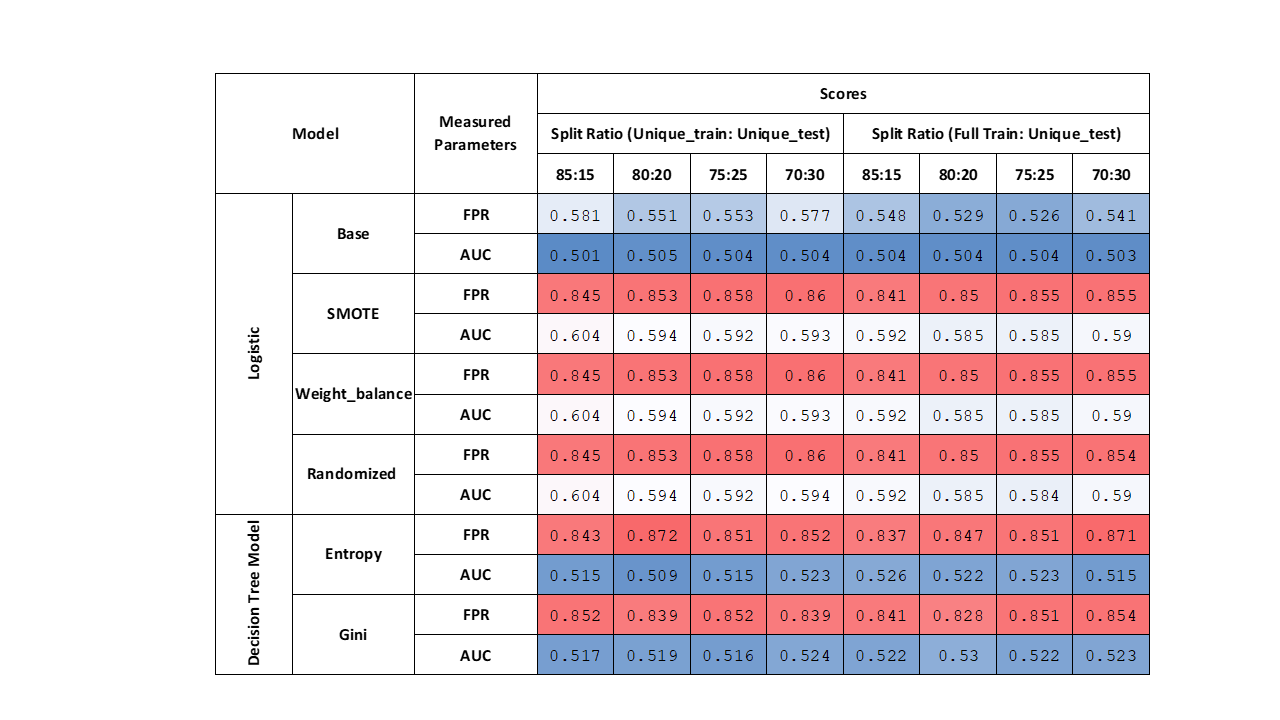 Scores
Model
Measured
Parameters
Split Ratio (Unique_train: Unique_test)
Split Ratio (Full Train: Unique_test)
85:15 80:20 75:25 70:30 85:15 80:20 75:25 70:30
Logistic
Base
FPR 0.581 0.551 0.553 0.577 0.548 0.529 0.526 0.541
AUC 0.501 0.505 0.504 0.504 0.504 0.504 0.504 0.503
SMOTE
FPR 0.845 0.853 0.858 0.86 0.841 0.85 0.855 0.855
AUC 0.604 0.594 0.592 0.593 0.592 0.585 0.585 0.59
Weight_balance
FPR 0.845 0.853 0.858 0.86 0.841 0.85 0.855 0.855
AUC 0.604 0.594 0.592 0.593 0.592 0.585 0.585 0.59
Randomized
FPR 0.845 0.853 0.858 0.86 0.841 0.85 0.855 0.854
AUC 0.604 0.594 0.592 0.594 0.592 0.585 0.584 0.59
Decision Tree Model
Entropy
FPR 0.843 0.872 0.851 0.852 0.837 0.847 0.851 0.871
AUC 0.515 0.509 0.515 0.523 0.526 0.522 0.523 0.515
Gini
FPR 0.852 0.839 0.852 0.839 0.841 0.828 0.851 0.854
AUC 0.517 0.519 0.516 0.524 0.522 0.53 0.522 0.523